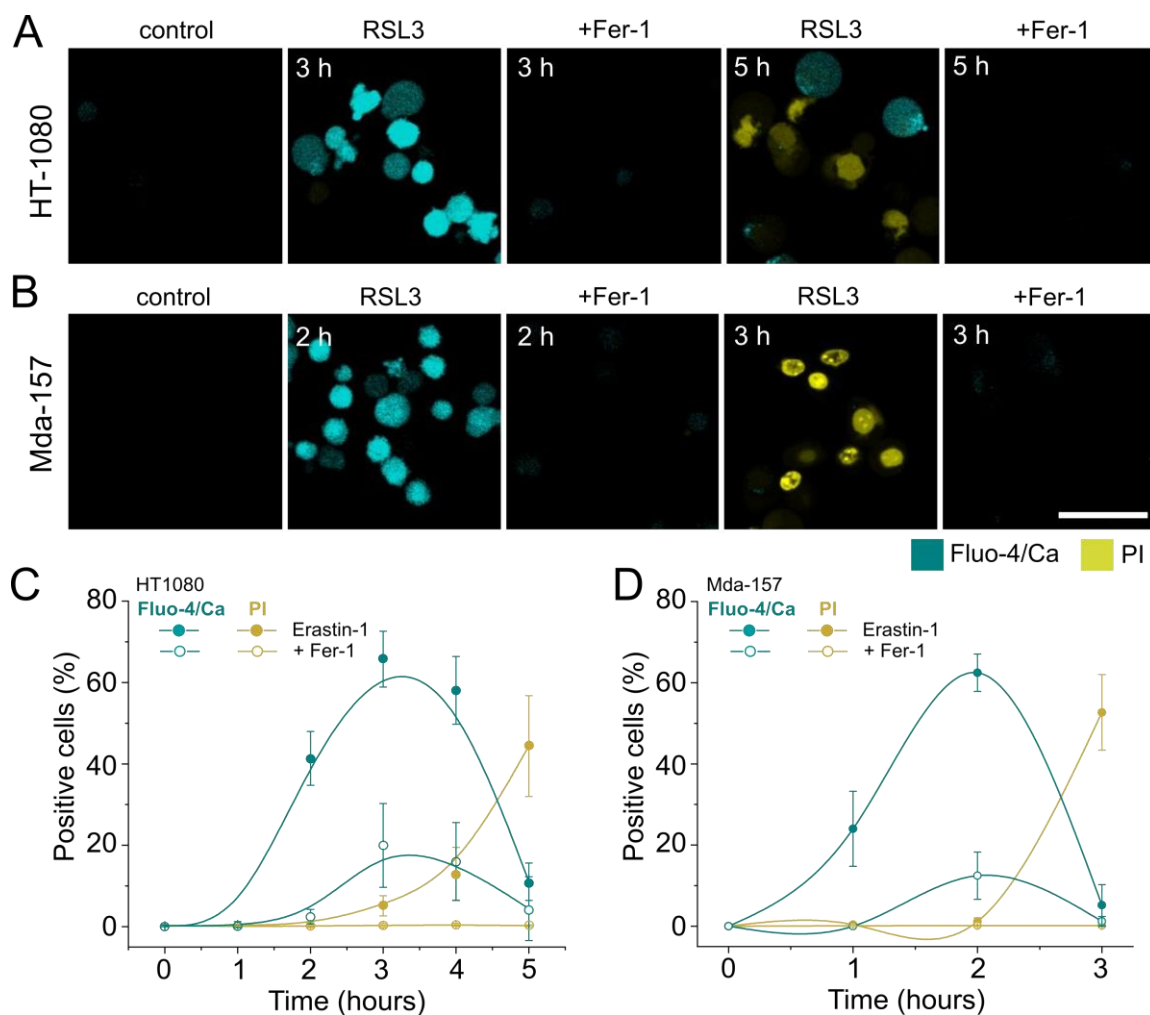 A
control
RSL3
+Fer-1
RSL3
+Fer-1
HT-1080
3 h
3 h
5 h
5 h
B
control
RSL3
+Fer-1
RSL3
+Fer-1
Mda-157
2 h
2 h
3 h
3 h
Fluo-4/Ca
PI
C
HT1080
Fluo-4/Ca
PI
Erastin-1
+ Fer-1
Positive cells (%)
80
60
40
20
0
0 1 2 3 4 5
Time (hours)
D
Mda-157
Fluo-4/Ca
PI
Erastin-1
+ Fer-1
Positive cells (%)
80
60
40
20
0
0 1 2 3
Time (hours)